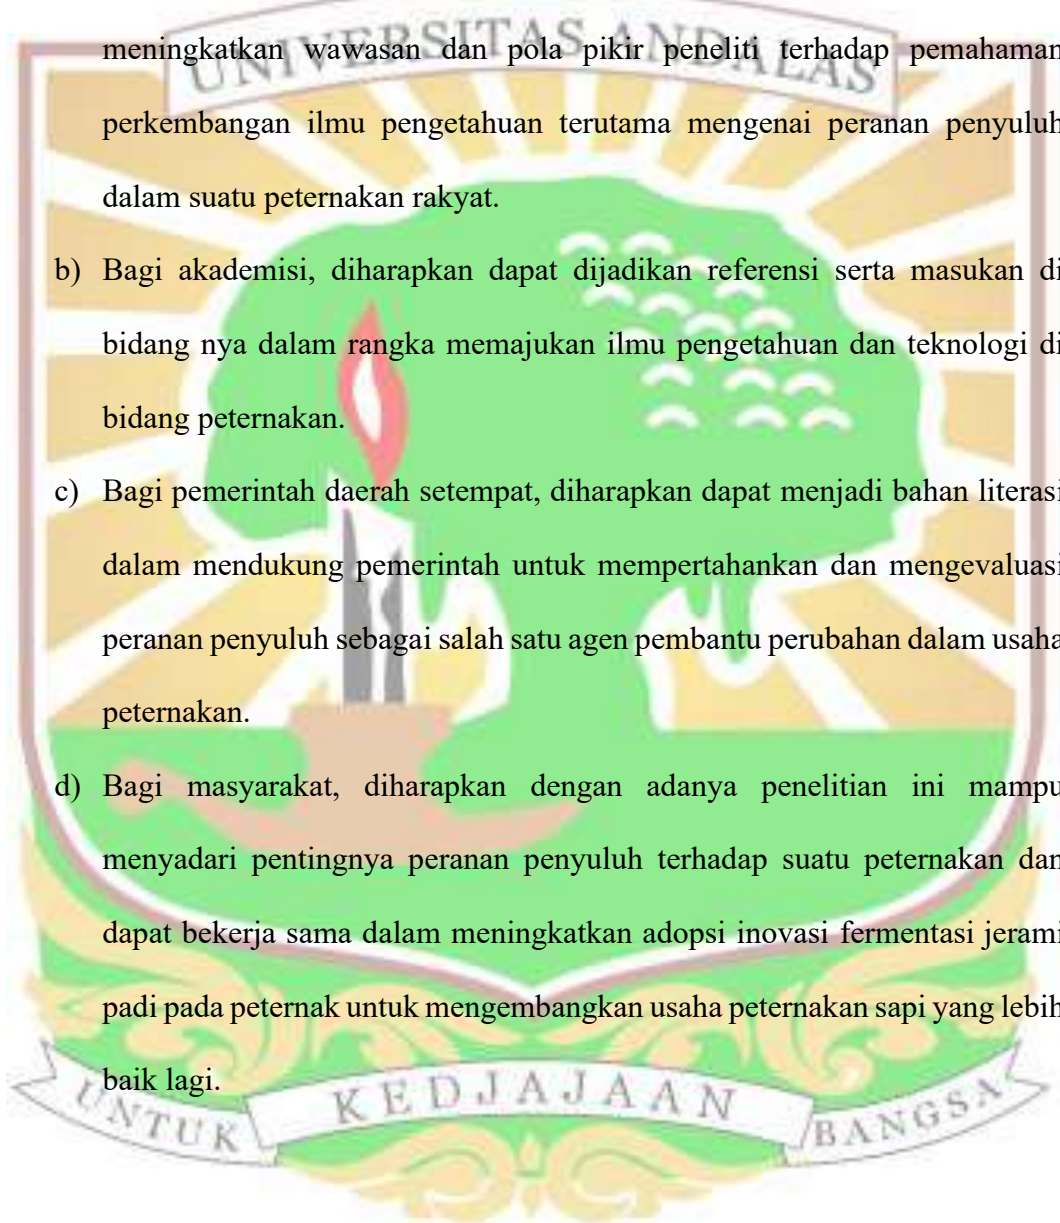 meningkatkan wawasan dan pola pikir peneliti terhadap pemahaman
UNIVERSITAS ANDALAS
perkembangan ilmu pengetahuan terutama mengenai peranan penyuluh
dalam suatu peternakan rakyat.
b) Bagi akademisi, diharapkan dapat dijadikan referensi serta masukan di
bidang nya dalam rangka memajukan ilmu pengetahuan dan teknologi di
bidang peternakan.
c) Bagi pemerintah daerah setempat, diharapkan dapat menjadi bahan literasi
dalam mendukung pemerintah untuk mempertahankan dan mengevaluasi
peranan penyuluh sebagai salah satu agen pembantu perubahan dalam usaha
peternakan.
d) Bagi masyarakat, diharapkan dengan adanya penelitian ini mampu
menyadari pentingnya peranan penyuluh terhadap suatu peternakan dan
dapat bekerja sama dalam meningkatkan adopsi inovasi fermentasi jerami
padi pada peternak untuk mengembangkan usaha peternakan sapi yang lebih
baik lagi.
UNTUK KEDJAJAAN BANGSA